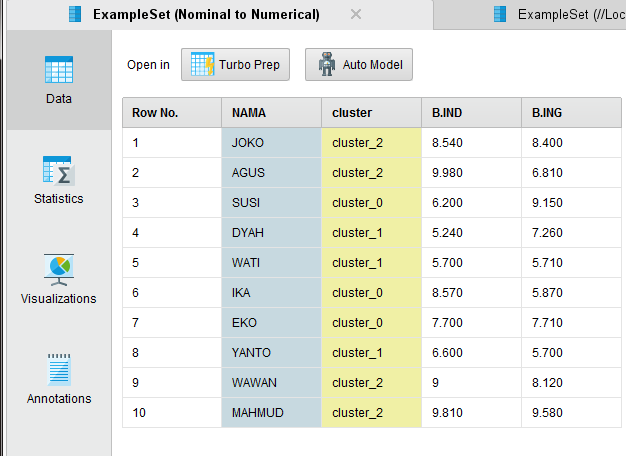 ExampleSet (Nominal to Numerical)
ExampleSet (//Loc
Open in Turbo Prep Auto Model
Data
Statistics
Visualizations
Annotations
Row No. NAMA cluster B.IND B.ING
1 JOKO cluster_2 8.540 8.400
2 AGUS cluster_2 9.980 6.810
3 SUSI cluster_0 6.200 9.150
4 DYAH cluster_1 5.240 7.260
5 WATI cluster_1 5.700 5.710
6 IKA cluster_0 8.570 5.870
7 EKO cluster_0 7.700 7.710
8 YANTO cluster_1 6.600 5.700
9 WAWAN cluster_2 9 8.120
10 MAHMUD cluster_2 9.810 9.580